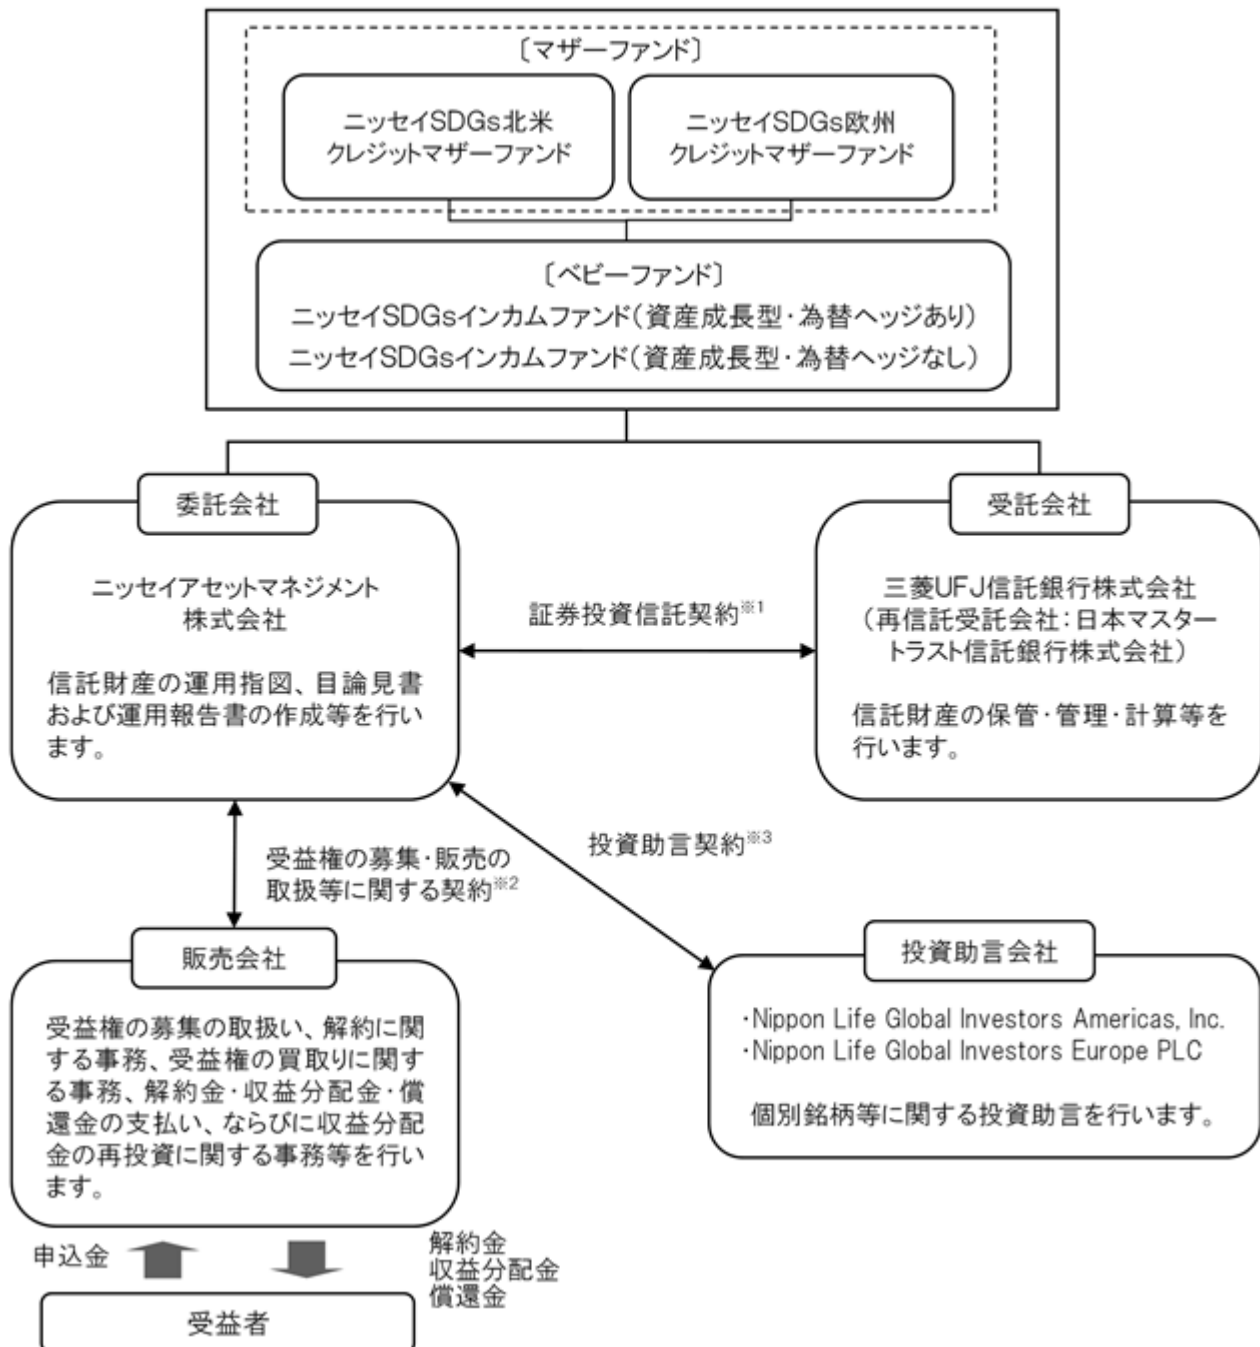 〔マザーファンド〕
ニッセイSDGs北米
クレジットマザーファンド
ニッセイSDGs欧州
クレジットマザーファンド
〔ベビーファンド〕
ニッセイSDGsインカムファンド（資産成長型・為替ヘッジあり）
ニッセイSDGsインカムファンド（資産成長型・為替ヘッジなし）
委託会社
ニッセイアセットマネジメント
株式会社
信託財産の運用指図、目論見書
および運用報告書の作成等を行い
ます。
証券投資信託契約※1
受託会社
三菱UFJ信託銀行株式会社
（再信託受託会社：日本マスター
トラスト信託銀行株式会社）
信託財産の保管・管理・計算等を
行います。
受益権の募集・販売の
取扱等に関する契約※2
投資助言契約※3
販売会社
受益権の募集の取扱い、解約に関
する事務、受益権の買取りに関す
る事務、解約金・収益分配金・償
還金の支払い、ならびに収益分配
金の再投資に関する事務等を行い
ます。
投資助言会社
・Nippon Life Global Investors Americas, Inc.
・Nippon Life Global Investors Europe PLC
個別銘柄等に関する投資助言を行います。
申込金
解約金
収益分配金
償還金
受益者